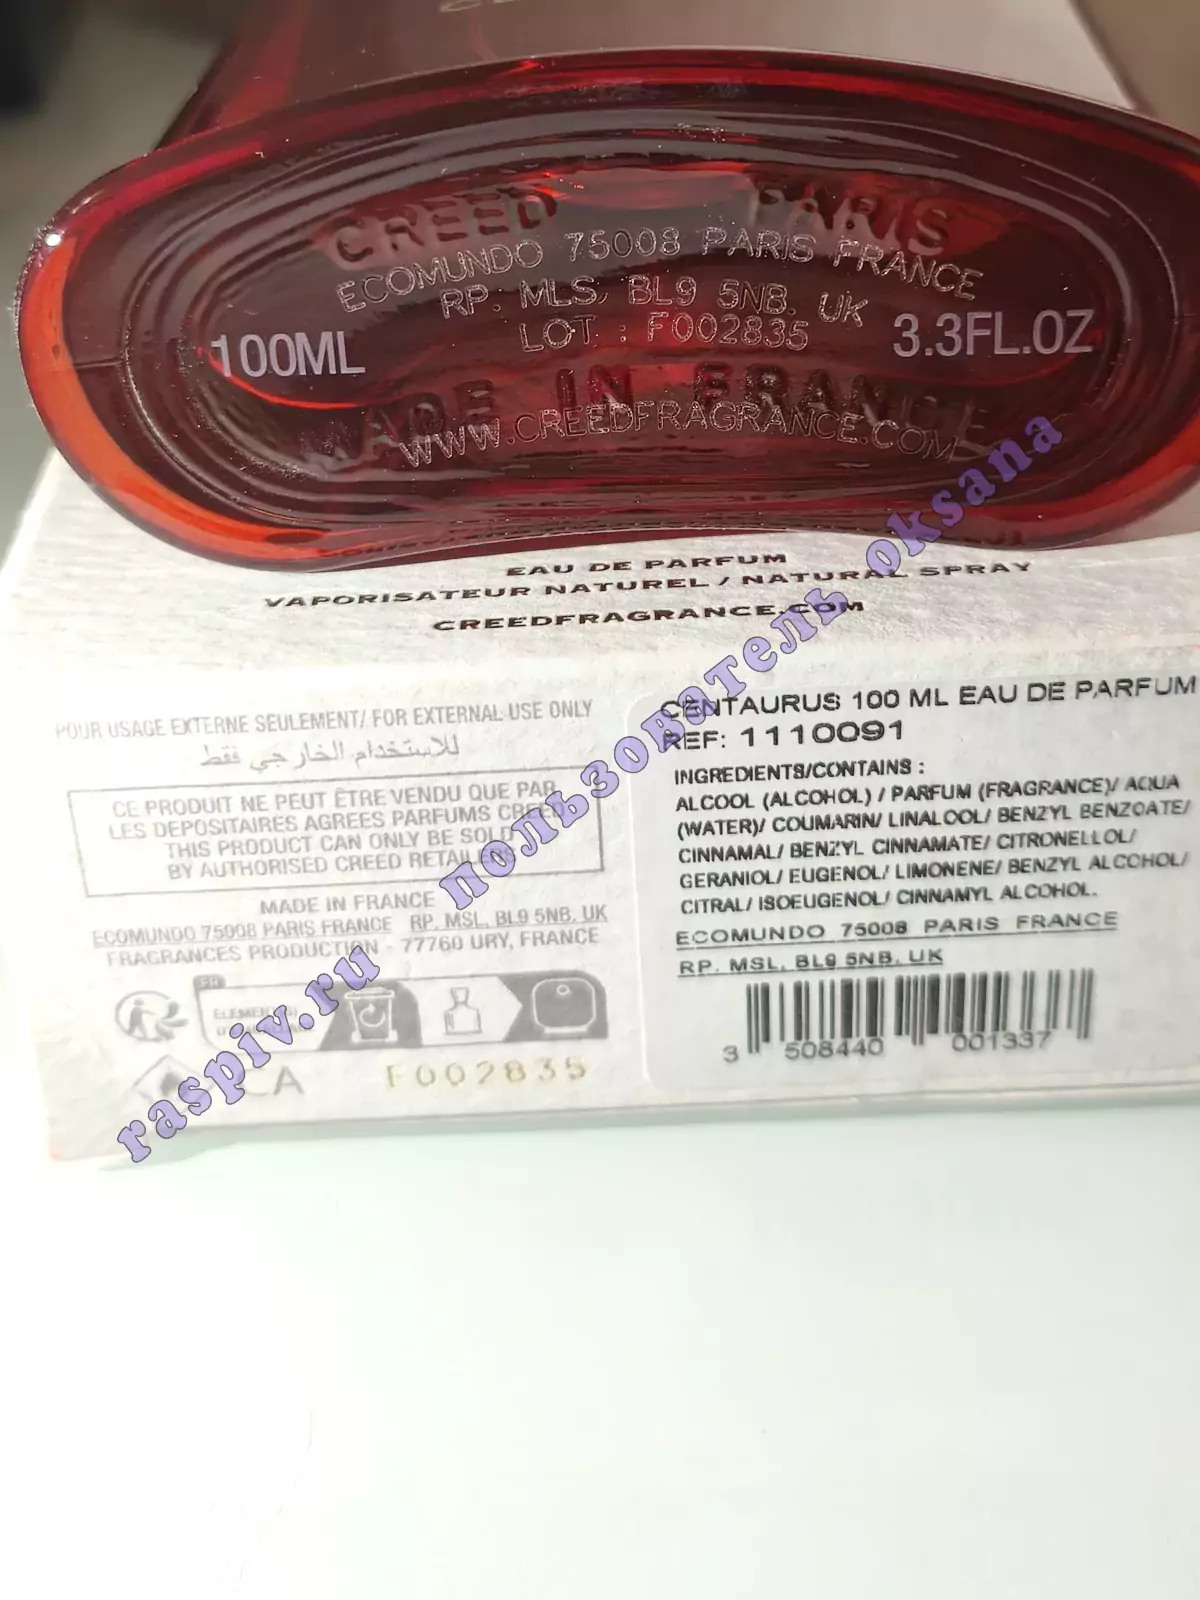 CREED PARIS
ECOMUNDO 75008 PARIS FRANCE
RP. MLS, BL9 5NB. UK
LOT : F002835
100ML
3.3FL.OZ
MADE IN FRANCE
WWW.CREEDFRAGRANCE.COM
EAU DE PARFUM
VAPORISATEUR NATUREL / NATURAL SPRAY
CREEDFRAGRANCE.COM
POUR USAGE EXTERNE SEULEMENT/ FOR EXTERNAL USE ONLY
للاستخدام الخارجي فقط
CE PRODUIT NE PEUT ÊTRE VENDU QUE PAR
LES DEPOSITAIRES AGREES PARFUMS CREED
THIS PRODUCT CAN ONLY BE SOLD
BY AUTHORISED CREED RETAILERS
MADE IN FRANCE
ECOMUNDO 75008 PARIS FRANCE RP. MSL. BL9 5NB. UK
FRAGRANCES PRODUCTION - 77760 URY, FRANCE
FR
CA
F002835
CENTAURUS 100 ML EAU DE PARFUM
REF: 1110091
INGREDIENTS/CONTAINS :
ALCOOL (ALCOHOL) / PARFUM (FRAGRANCE)/ AQUA
(WATER)/ COUMARIN/ LINALOOL/ BENZYL BENZOATE/
CINNAMAL/ BENZYL CINNAMATE/ CITRONELLOL/
GERANIOL/ EUGENOL/ LIMONENE/ BENZYL ALCOHOL/
CITRAL/ ISOEUGENOL/ CINNAMYL ALCOHOL.
ECOMUNDO 75008 PARIS FRANCE
RP. MSL. BL9 5NB. UK
3 508440 001337
raspiv.ru пользователь oksana